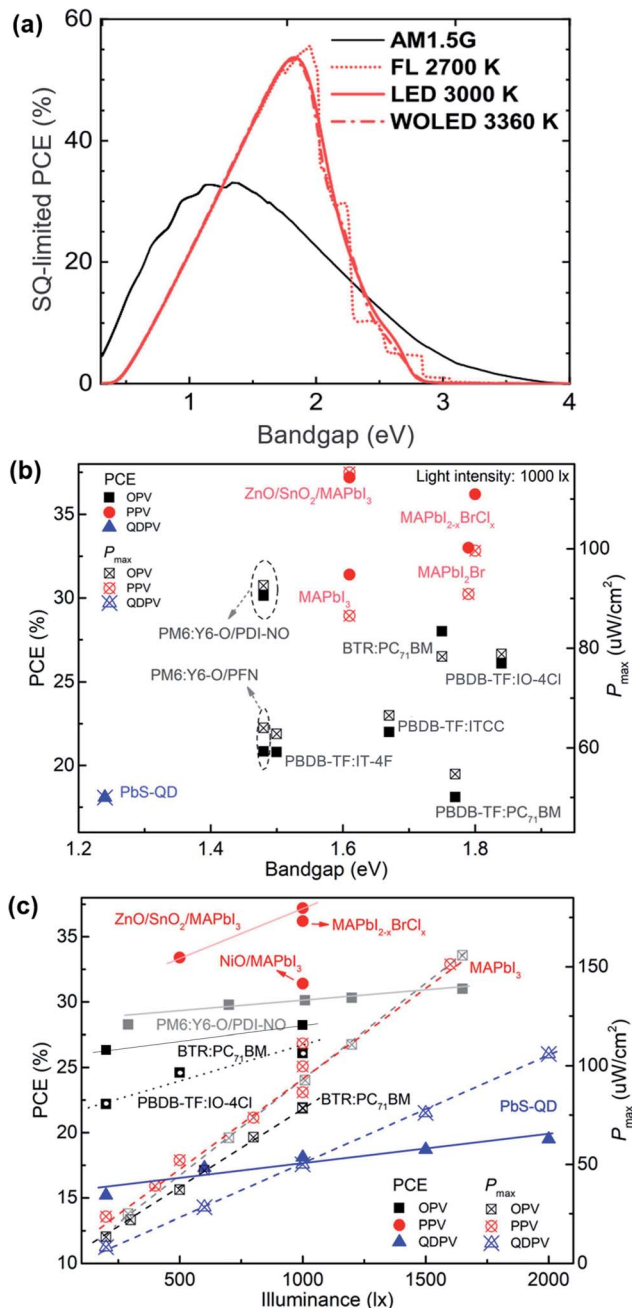 (a)
60
40
20
0
SQ-limited PCE (%)
AM1.5G
FL 2700 K
LED 3000 K
WOLED 3360 K
1
2
3
4
Bandgap (eV)
(b)
PCE
OPV
PPV
QDPV
Pmax
OPV
PPV
QDPV
Light intensity: 1000 lx
ZnO/SnO2/MAPbI3
MAPbI2-xBrClx
MAPbI3
MAPbI2Br
PM6:Y6-O/PDI-NO
BTR:PC71BM
PBDB-TF:IO-4Cl
PM6:Y6-O/PFN
PBDB-TF:ITCC
PBDB-TF:IT-4F
PbS-QD
PBDB-TF:PC71BM
35
30
25
20
PCE (%)
100
80
60
Pmax (uW/cm2)
1.2
1.4
1.6
1.8
Bandgap (eV)
(c)
ZnO/SnO2/MAPbI3
MAPbI2-xBrClx
NiO/MAPbI3
MAPbI3
PM6:Y6-O/PDI-NO
BTR:PC71BM
PBDB-TF:IO-4Cl
BTR:PC71BM
PbS-QD
PCE
OPV
PPV
QDPV
Pmax
OPV
PPV
QDPV
35
30
25
20
15
10
PCE (%)
150
100
50
0
Pmax (uW/cm2)
500
1000
1500
2000
Illuminance (lx)